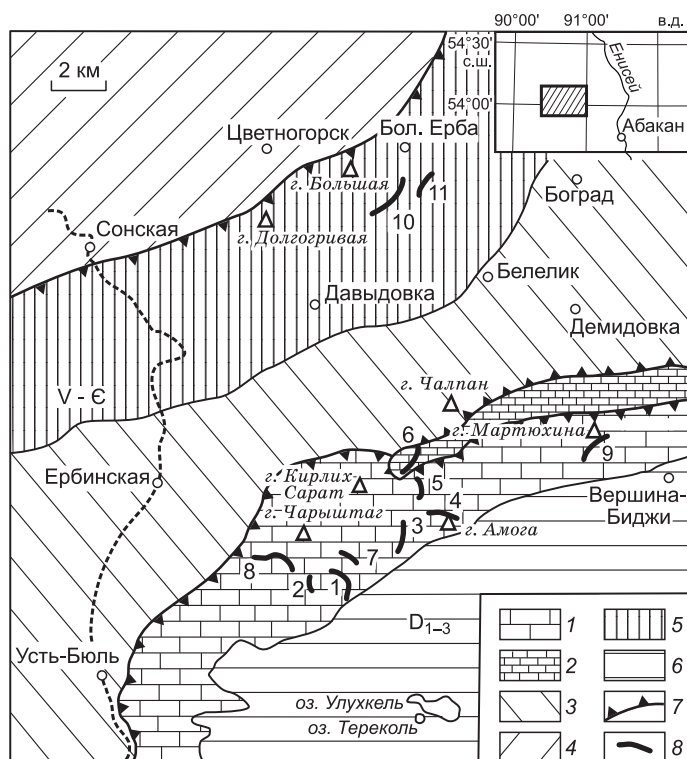 90°00' 91°00' в.д.
54°30'
с.ш.
54°00'
Енисей
Абакан
2 км
Цветногорск
Бол. Ерба
г. Большая
11
10
Боград
Сонская
г. Долгогривая
Белелик
Давыдовка
Демидовка
г. Чалпан
V - Є
г. Мартюхина
6
9
Ербинская
г. Кирлих-
Сарат
5
Вершина-
Биджи
4
г. Чарыштаг
3
г. Амога
8
7
2
1
D1–3
Усть-Бюль
оз. Улухкель
оз. Тереколь
1
5
2
6
3
7
4
8